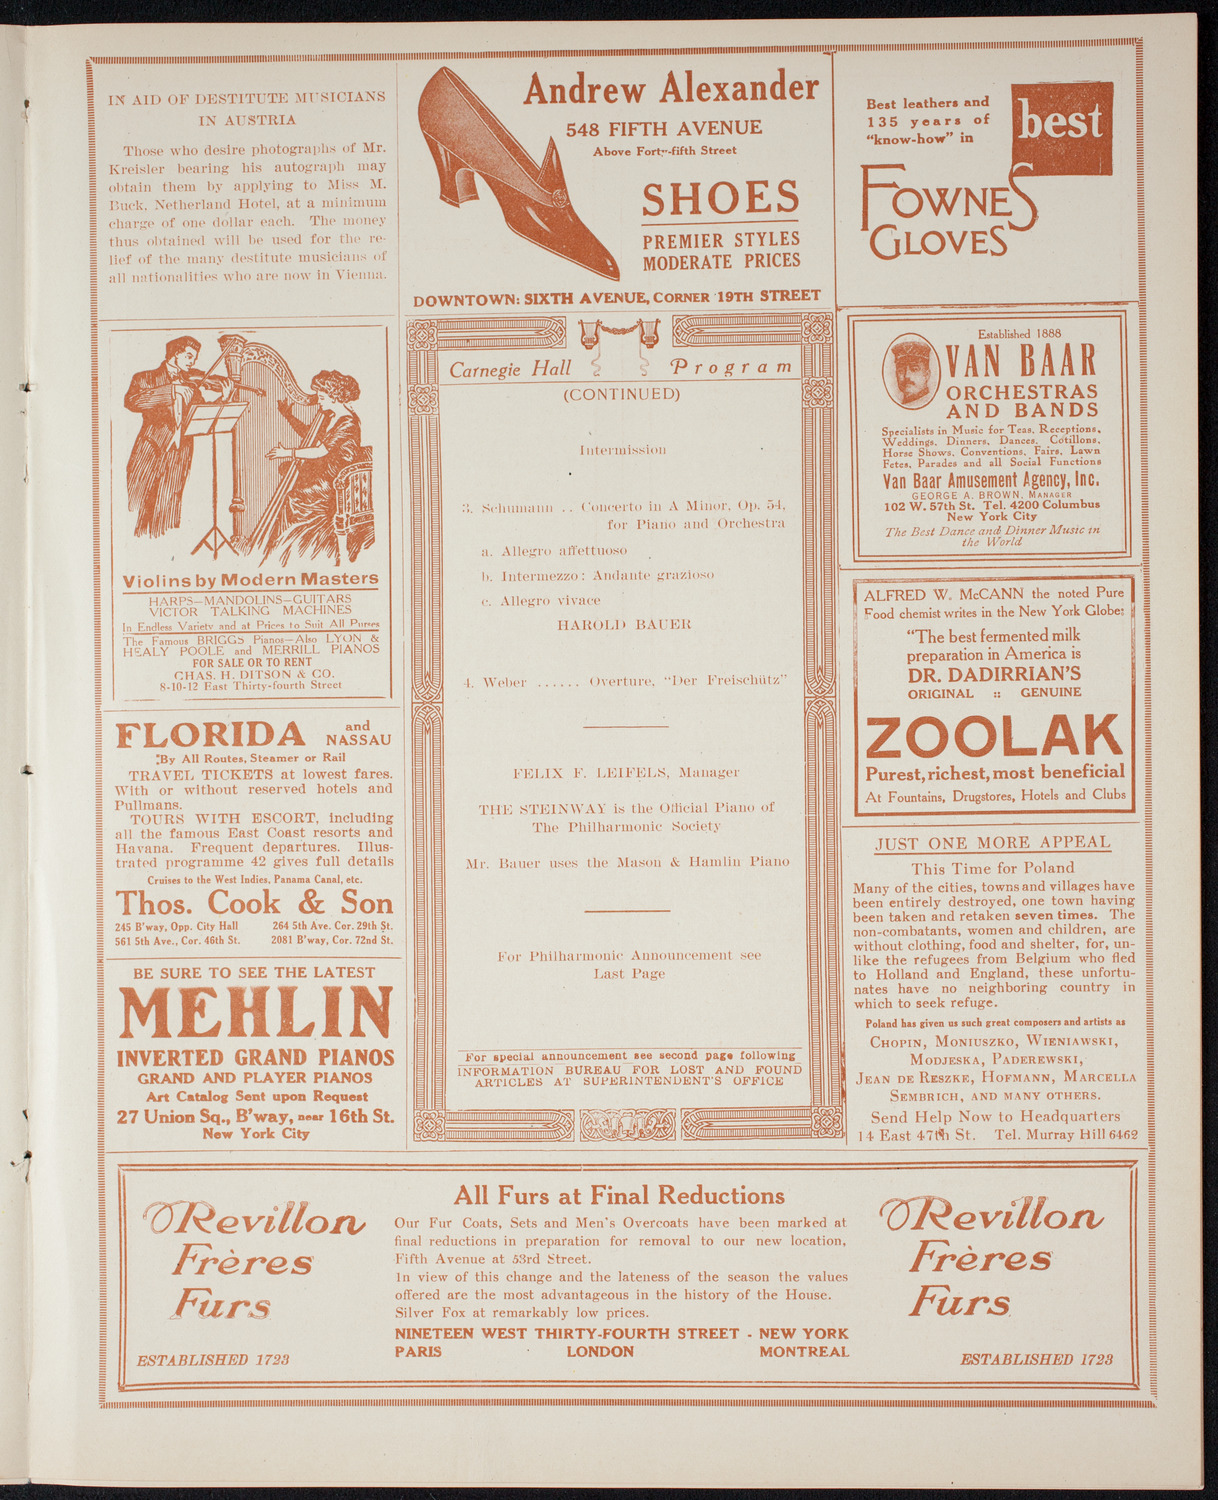 IN AID OF DESTITUTE MUSICIANS
IN AUSTRIA
Those who desire photographs of Mr.
Kreisler bearing his autograph may
obtain them by applying to Miss M.
Buck, Netherland Hotel, at a minimum
charge of one dollar each. The money
thus obtained will be used for the re-
lief of the many destitute musicians of
all nationalities who are now in Vienna.
Andrew Alexander
548 FIFTH AVENUE
Above Forty-fifth Street
SHOES
PREMIER STYLES
MODERATE PRICES
DOWNTOWN: SIXTH AVENUE, CORNER 19TH STREET
Best leathers and
135 years of
"know-how" in
best
FOWNES
GLOVES
Violins by Modern Masters
HARPS—MANDOLINS—GUITARS
VICTOR TALKING MACHINES
In Endless Variety and at Prices to Suit All Purses
The Famous BRIGGS Pianos—Also LYON &
HEALY POOLE and MERRILL PIANOS
FOR SALE OR TO RENT
CHAS. H. DITSON & CO.
8-10-12 East Thirty-fourth Street
FLORIDA and
NASSAU
By All Routes, Steamer or Rail
TRAVEL TICKETS at lowest fares.
With or without reserved hotels and
Pullmans.
TOURS WITH ESCORT, including
all the famous East Coast resorts and
Havana. Frequent departures. Illus-
trated programme 42 gives full details
Cruises to the West Indies, Panama Canal, etc.
Thos. Cook & Son
245 B'way, Opp. City Hall 264 5th Ave. Cor. 29th St.
561 5th Ave., Cor. 46th St. 2081 B'way, Cor. 72nd St.
BE SURE TO SEE THE LATEST
MEHLIN
INVERTED GRAND PIANOS
GRAND AND PLAYER PIANOS
Art Catalog Sent upon Request
27 Union Sq., B'way, near 16th St.
New York City
Carnegie Hall Program
(CONTINUED)
Intermission
3. Schumann .. Concerto in A Minor, Op. 54,
for Piano and Orchestra
a. Allegro affettuoso
b. Intermezzo: Andante grazioso
c. Allegro vivace
HAROLD BAUER
4. Weber ...... Overture, "Der Freischütz"
FELIX F. LEIFELS, Manager
THE STEINWAY is the Official Piano of
The Philharmonic Society
Mr. Bauer uses the Mason & Hamlin Piano
For Philharmonic Announcement see
Last Page
For special announcement see second page following
INFORMATION BUREAU FOR LOST AND FOUND
ARTICLES AT SUPERINTENDENT'S OFFICE
Established 1888
VAN BAAR
ORCHESTRAS
AND BANDS
Specialists in Music for Teas, Receptions,
Weddings, Dinners, Dances, Cotillons,
Horse Shows, Conventions, Fairs, Lawn
Fetes, Parades and all Social Functions
Van Baar Amusement Agency, Inc.
GEORGE A. BROWN, MANAGER
102 W. 57th St. Tel. 4200 Columbus
New York City
The Best Dance and Dinner Music in
the World
ALFRED W. McCANN the noted Pure
Food chemist writes in the New York Globe:
"The best fermented milk
preparation in America is
DR. DADIRRIAN'S
ORIGINAL :: GENUINE
ZOOLAK
Purest, richest, most beneficial
At Fountains, Drugstores, Hotels and Clubs
JUST ONE MORE APPEAL
This Time for Poland
Many of the cities, towns and villages have
been entirely destroyed, one town having
been taken and retaken seven times. The
non-combatants, women and children, are
without clothing, food and shelter, for, un-
like the refugees from Belgium who fled
to Holland and England, these unfortu-
nates have no neighboring country in
which to seek refuge.
Poland has given us such great composers and artists as
CHOPIN, MONIUSZKO, WIENIAWSKI,
MODJESKA, PADEREWSKI,
JEAN DE RESZKE, HOFMANN, MARCELLA
SEMBRICH, AND MANY OTHERS.
Send Help Now to Headquarters
14 East 47th St. Tel. Murray Hill 6462
Revillon
Frères
Furs
ESTABLISHED 1723
All Furs at Final Reductions
Our Fur Coats, Sets and Men's Overcoats have been marked at
final reductions in preparation for removal to our new location,
Fifth Avenue at 53rd Street.
In view of this change and the lateness of the season the values
offered are the most advantageous in the history of the House.
Silver Fox at remarkably low prices.
NINETEEN WEST THIRTY-FOURTH STREET - NEW YORK
PARIS LONDON MONTREAL
Revillon
Frères
Furs
ESTABLISHED 1723